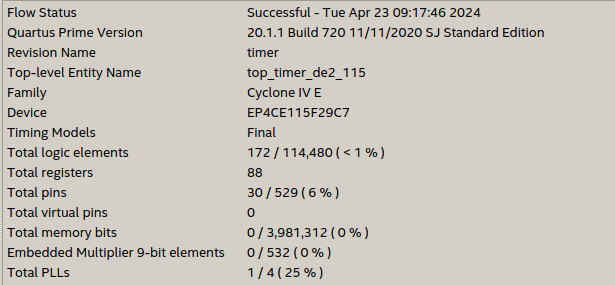 Flow Status Successful - Tue Apr 23 09:17:46 2024
Quartus Prime Version 20.1.1 Build 720 11/11/2020 SJ Standard Edition
Revision Name timer
Top-level Entity Name top_timer_de2_115
Family Cyclone IV E
Device EP4CE115F29C7
Timing Models Final
Total logic elements 172 / 114,480 ( < 1 % )
Total registers 88
Total pins 30 / 529 ( 6 % )
Total virtual pins 0
Total memory bits 0 / 3,981,312 ( 0 % )
Embedded Multiplier 9-bit elements 0 / 532 ( 0 % )
Total PLLs 1 / 4 ( 25 % )